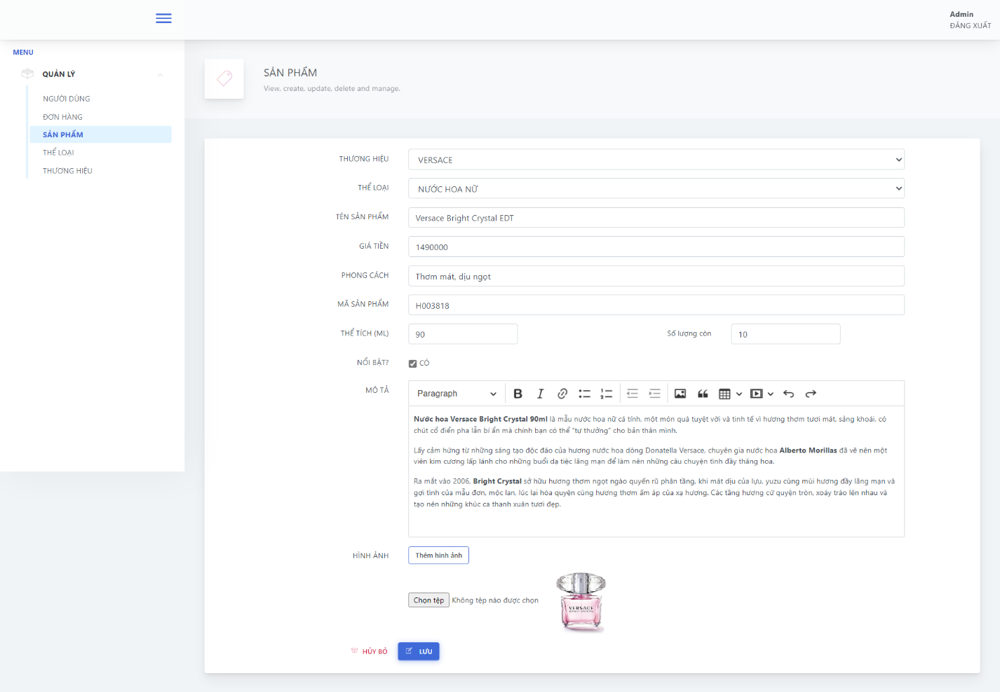 Admin
ĐĂNG XUẤT
MENU
QUẢN LÝ
NGƯỜI DÙNG
ĐƠN HÀNG
SẢN PHẨM
THỂ LOẠI
THƯƠNG HIỆU
SẢN PHẨM
View, create, update, delete and manage.
THƯƠNG HIỆU VERSACE
THỂ LOẠI NƯỚC HOA NỮ
TÊN SẢN PHẨM Versace Bright Crystal EDT
GIÁ TIỀN 1490000
PHONG CÁCH Thơm mát, dịu ngọt
MÃ SẢN PHẨM H003818
THỂ TÍCH (ML) 90 Số lượng còn 10
NỔI BẬT? CÓ
MÔ TẢ Paragraph
Nước hoa Versace Bright Crystal 90ml là mẫu nước hoa nữ cá tính, một món quà tuyệt vời và tinh tế vì hương thơm tươi mát, sảng khoái, có
chút cổ điển pha lẫn bí ẩn mà chính bạn có thể “tự thưởng” cho bản thân mình.
Lấy cảm hứng từ những sáng tạo độc đáo của hương nước hoa dòng Donatella Versace, chuyên gia nước hoa Alberto Morillas đã vẽ nên một
viên kim cương lấp lánh cho những buổi dạ tiệc lãng mạn để làm nên những câu chuyện tình đầy thăng hoa.
Ra mắt vào 2006, Bright Crystal sở hữu hương thơm ngọt ngào quyến rũ phân tầng, khi mát dịu của lựu, yuzu cùng mùi hương đầy lãng mạn và
gợi tình của mẫu đơn, mộc lan, lúc lại hòa quyện cùng hương thơm ấm áp của xạ hương. Các tầng hương cứ quyện tròn, xoáy trào lên nhau và
tạo nên những khúc ca thanh xuân tươi đẹp.
HÌNH ẢNH Thêm hình ảnh
Chọn tệp Không tệp nào được chọn
VERSACE
BRIGHT CRYSTAL
HỦY BỎ LƯU